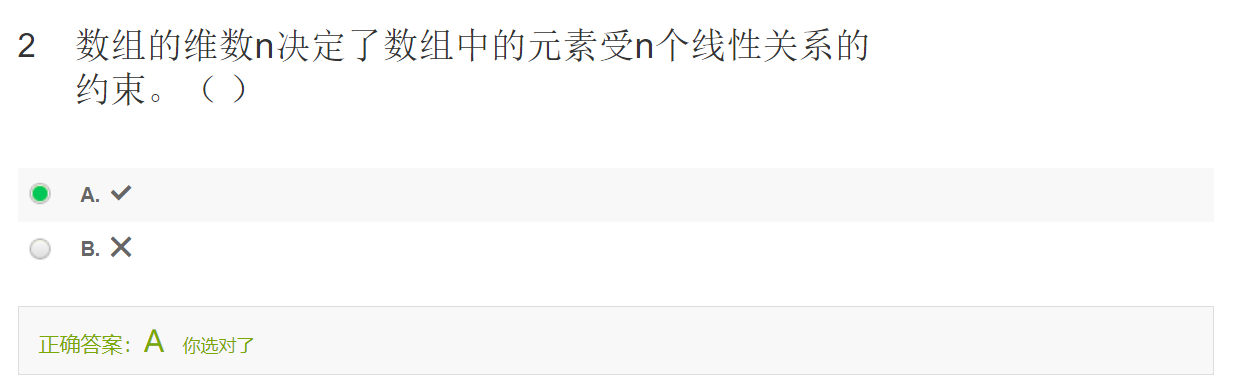 2 数组的维数n决定了数组中的元素受n个线性关系的
约束。（ ）
A. ✓
B. ✕
正确答案：A 你选对了